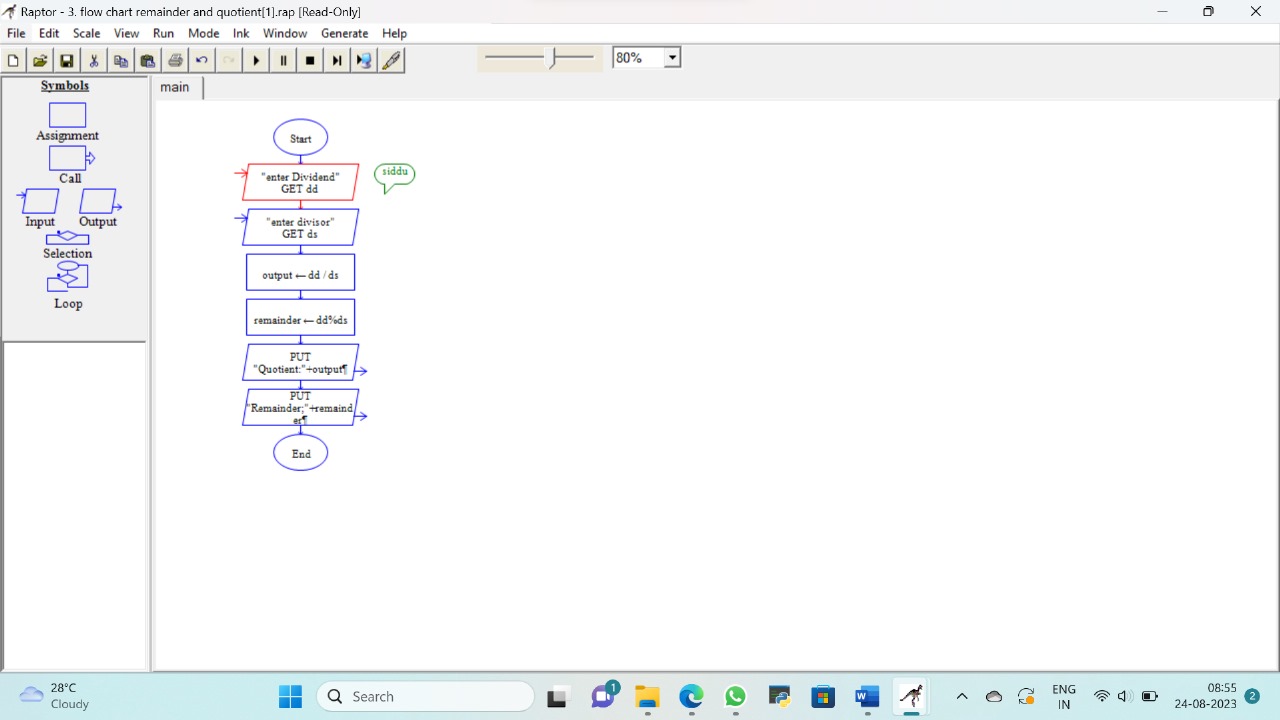 Raptor - 3. flow chart remainder and quotient[1].rap [Read-Only]
File Edit Scale View Run Mode Ink Window Generate Help
80%
Symbols
Assignment
Call
Input Output
Selection
Loop
main
Start
"enter Dividend"
GET dd
siddu
"enter divisor"
GET ds
output ← dd / ds
remainder ← dd%ds
PUT
"Quotient:"+output¶
PUT
"Remainder;"+remaind
er¶
End
28°C
Cloudy
Search
1
ENG
IN
08:55
24-08-2023
2